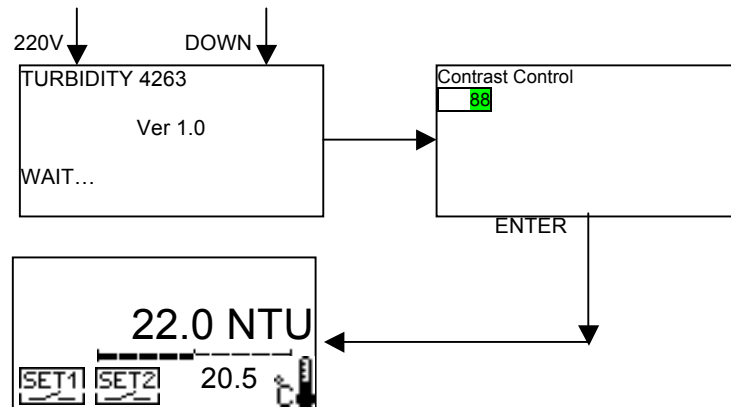 220V
DOWN
TURBIDITY 4263
Ver 1.0
WAIT...
Contrast Control
88
ENTER
22.0 NTU
SET1 SET2 20.5 °C